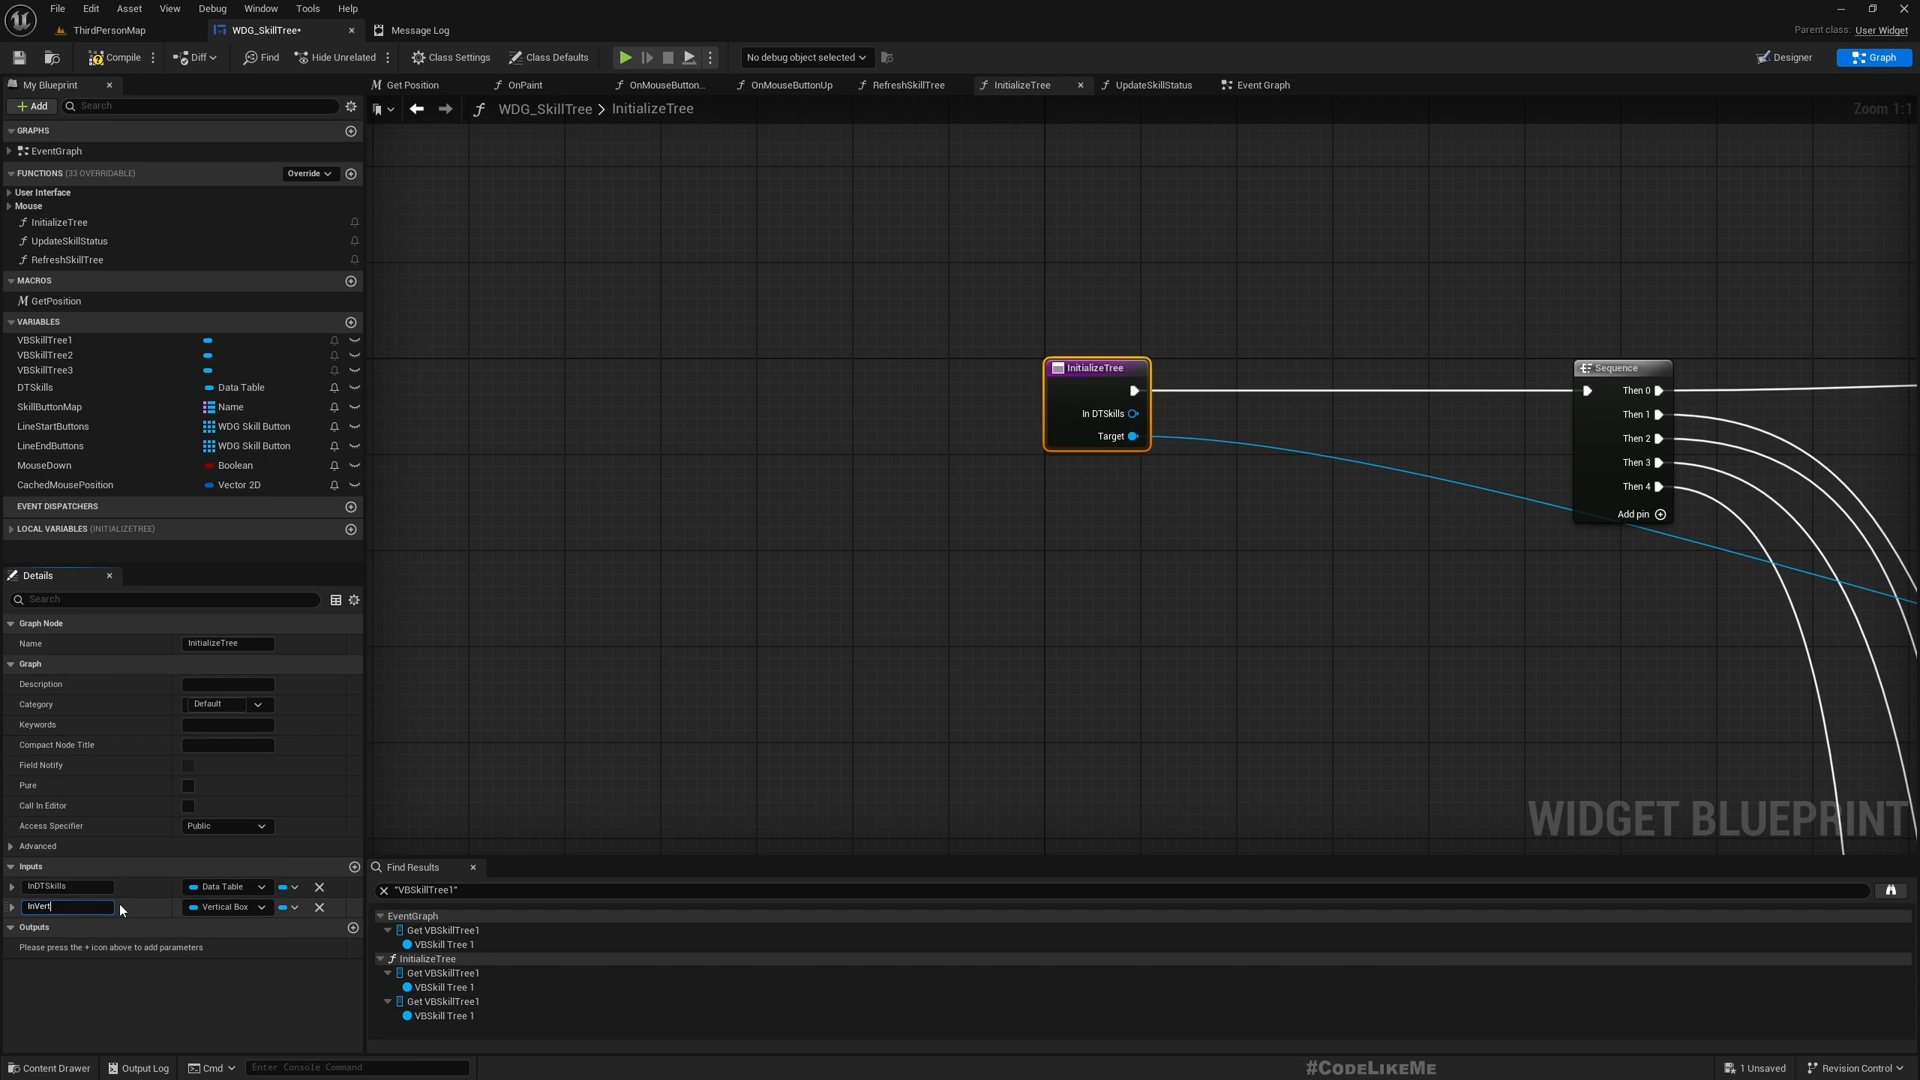 File Edit Asset View Debug Window Tools Help
ThirdPersonMap WDG_SkillTree* Message Log Parent class: User Widget
Compile Diff Find Hide Unrelated Class Settings Class Defaults No debug object selected Designer Graph
My Blueprint Get Position OnPaint OnMouseButton... OnMouseButtonUp RefreshSkillTree InitializeTree UpdateSkillStatus Event Graph
Add Search WDG_SkillTree > InitializeTree Zoom 1:1
GRAPHS
EventGraph
FUNCTIONS (33 OVERRIDABLE) Override
User Interface
Mouse
InitializeTree
UpdateSkillStatus
RefreshSkillTree
MACROS
GetPosition
VARIABLES
VBSkillTree1
VBSkillTree2
VBSkillTree3
DTSkills Data Table
SkillButtonMap Name
LineStartButtons WDG Skill Button
LineEndButtons WDG Skill Button
MouseDown Boolean
CachedMousePosition Vector 2D
EVENT DISPATCHERS
LOCAL VARIABLES (INITIALIZETREE)
InitializeTree
In DTSkills
Target
Sequence
Then 0
Then 1
Then 2
Then 3
Then 4
Add pin
WIDGET BLUEPRINT
Details
Search
Graph Node
Name InitializeTree
Graph
Description
Category Default
Keywords
Compact Node Title
Field Notify
Pure
Call In Editor
Access Specifier Public
Advanced
Inputs
InDTSkills Data Table
InVert Vertical Box
Outputs
Please press the + icon above to add parameters
Find Results
"VBSkillTree1"
EventGraph
Get VBSkillTree1
VBSkill Tree 1
InitializeTree
Get VBSkillTree1
VBSkill Tree 1
Get VBSkillTree1
VBSkill Tree 1
Content Drawer Output Log Cmd Enter Console Command #CODELIKEME 1 Unsaved Revision Control